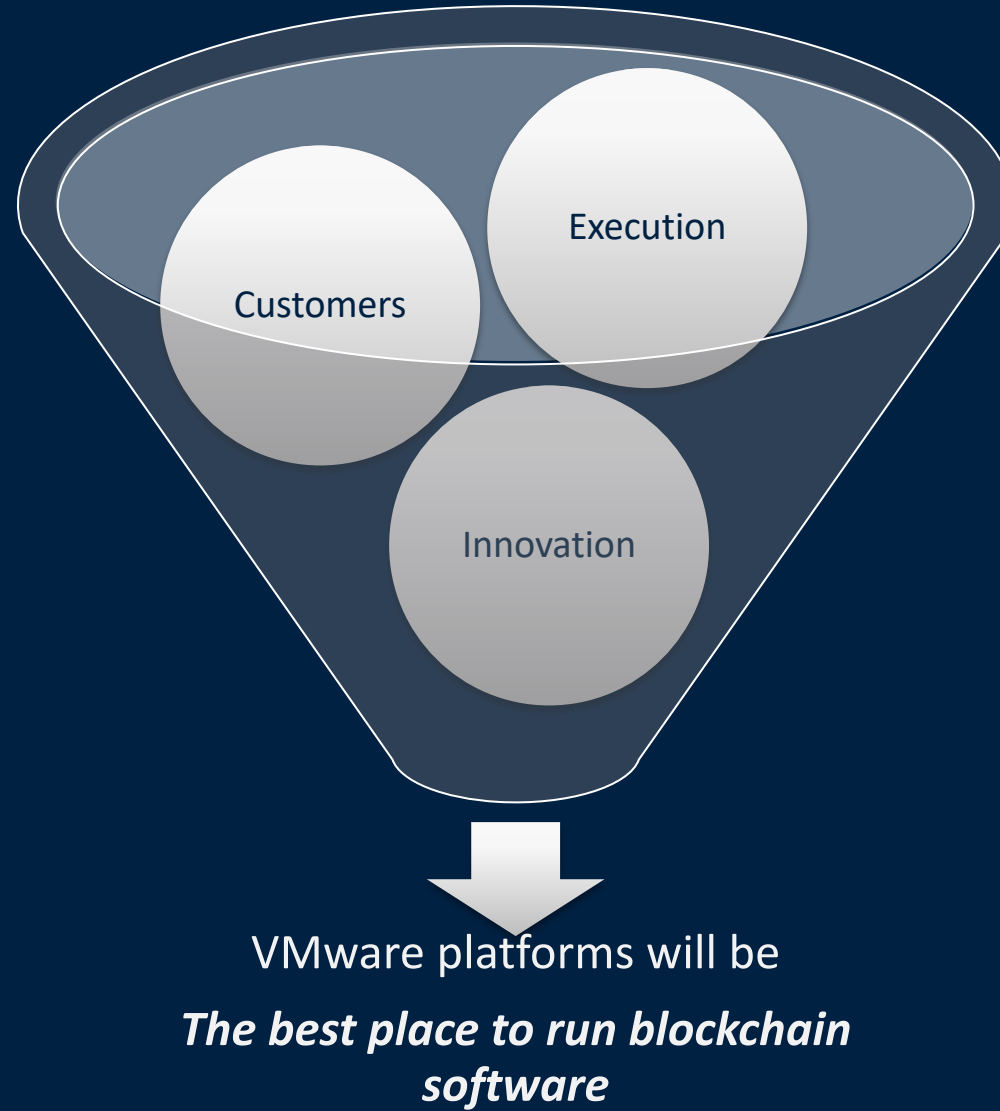 Execution
Customers
Innovation
VMware platforms will be
The best place to run blockchain
software